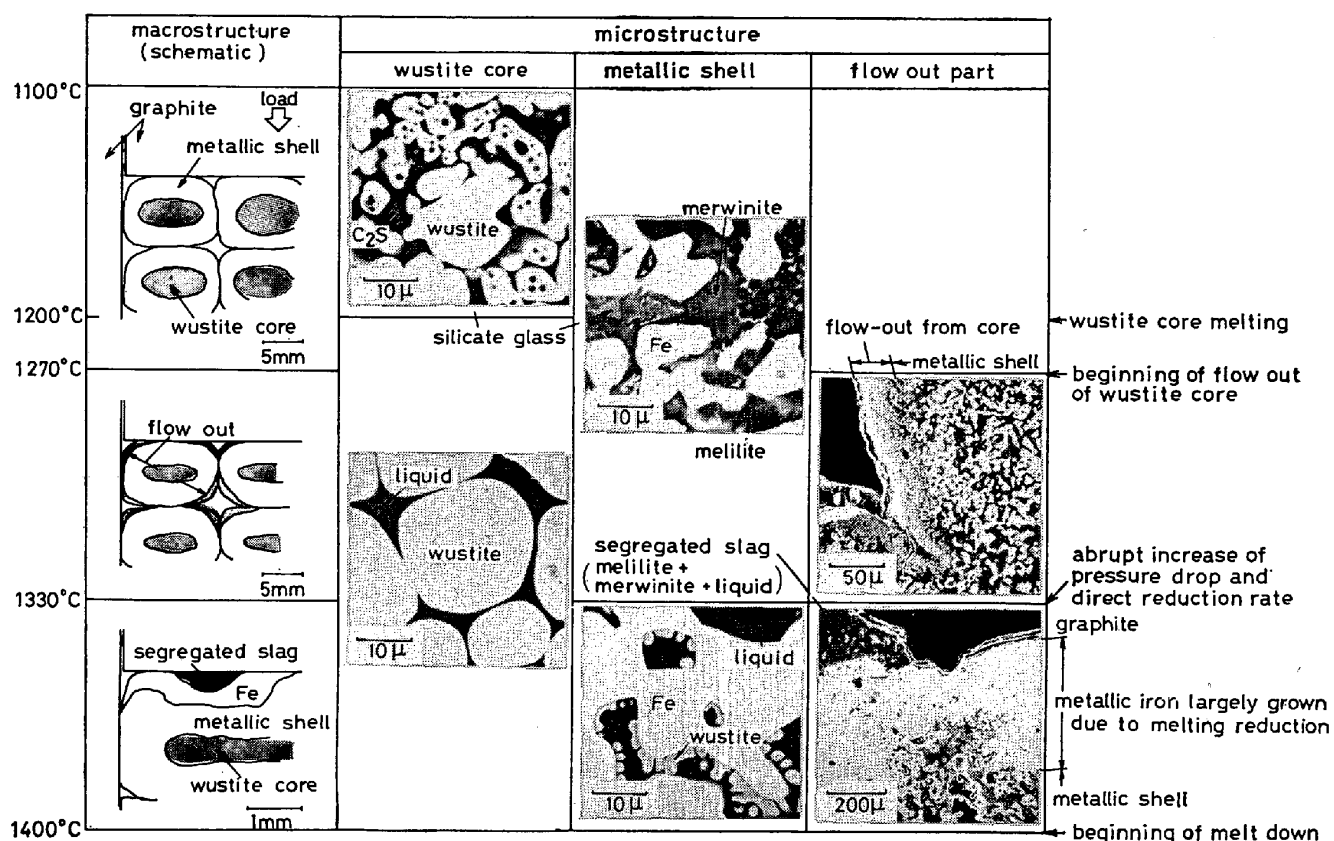 macrostructure
(schematic)
microstructure
wustite core
metallic shell
flow out part
1100°C
graphite
load
metallic shell
wustite core
5mm
C₂S
wustite
10 μ
silicate glass
merwinite
Fe
10 μ
melilite
1200°C
wustite core melting
flow-out from core
metallic shell
1270°C
beginning of flow out
of wustite core
flow out
5mm
liquid
wustite
10 μ
50μ
segregated slag
(melilite +
merwinite + liquid)
1330°C
abrupt increase of
pressure drop and
direct reduction rate
graphite
segregated slag
Fe
metallic shell
wustite core
1mm
liquid
Fe
wustite
10 μ
200μ
metallic iron largely grown
due to melting reduction
metallic shell
1400°C
beginning of melt down